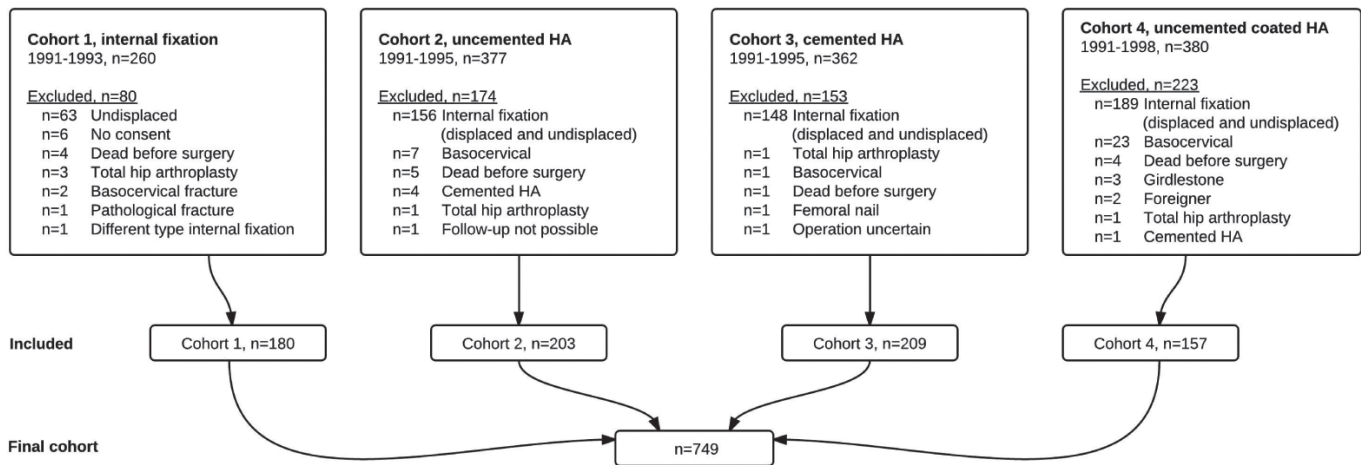 Cohort 1, internal fixation
1991-1993, n=260
Excluded, n=80
n=63 Undisplaced
n=6 No consent
n=4 Dead before surgery
n=3 Total hip arthroplasty
n=2 Basocervical fracture
n=1 Pathological fracture
n=1 Different type internal fixation
Cohort 2, uncemented HA
1991-1995, n=377
Excluded, n=174
n=156 Internal fixation
(displaced and undisplaced)
n=7 Basocervical
n=5 Dead before surgery
n=4 Cemented HA
n=1 Total hip arthroplasty
n=1 Follow-up not possible
Cohort 3, cemented HA
1991-1995, n=362
Excluded, n=153
n=148 Internal fixation
(displaced and undisplaced)
n=1 Total hip arthroplasty
n=1 Basocervical
n=1 Dead before surgery
n=1 Femoral nail
n=1 Operation uncertain
Cohort 4, uncemented coated HA
1991-1998, n=380
Excluded, n=223
n=189 Internal fixation
(displaced and undisplaced)
n=23 Basocervical
n=4 Dead before surgery
n=3 Girdlestone
n=2 Foreigner
n=1 Total hip arthroplasty
n=1 Cemented HA
Included
Cohort 1, n=180
Cohort 2, n=203
Cohort 3, n=209
Cohort 4, n=157
Final cohort
n=749